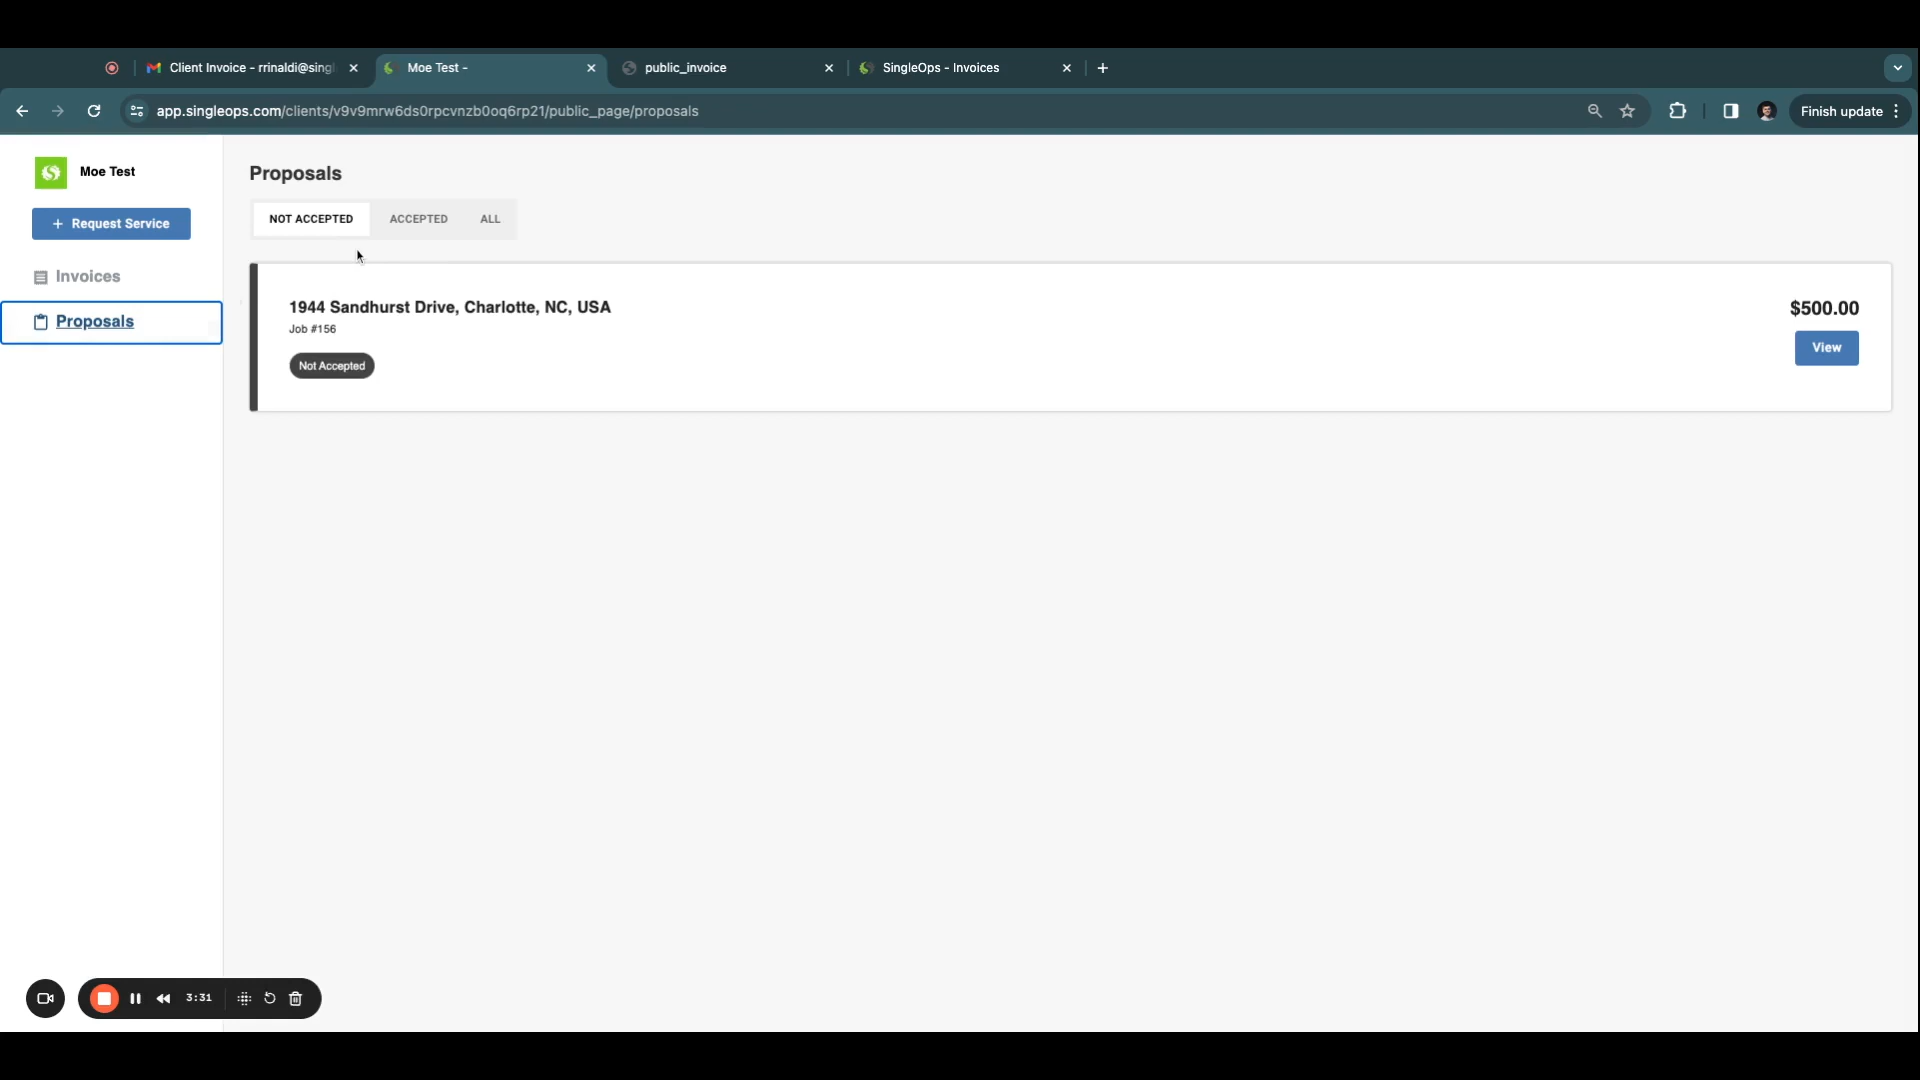 Client Invoice - rrinaldi@singl
Moe Test -
public_invoice
SingleOps - Invoices
app.singleops.com/clients/v9v9mrw6ds0rpcvnzb0oq6rp21/public_page/proposals
Finish update
Moe Test
+ Request Service
Invoices
Proposals
Proposals
NOT ACCEPTED
ACCEPTED
ALL
1944 Sandhurst Drive, Charlotte, NC, USA
Job #156
Not Accepted
$500.00
View
3:31